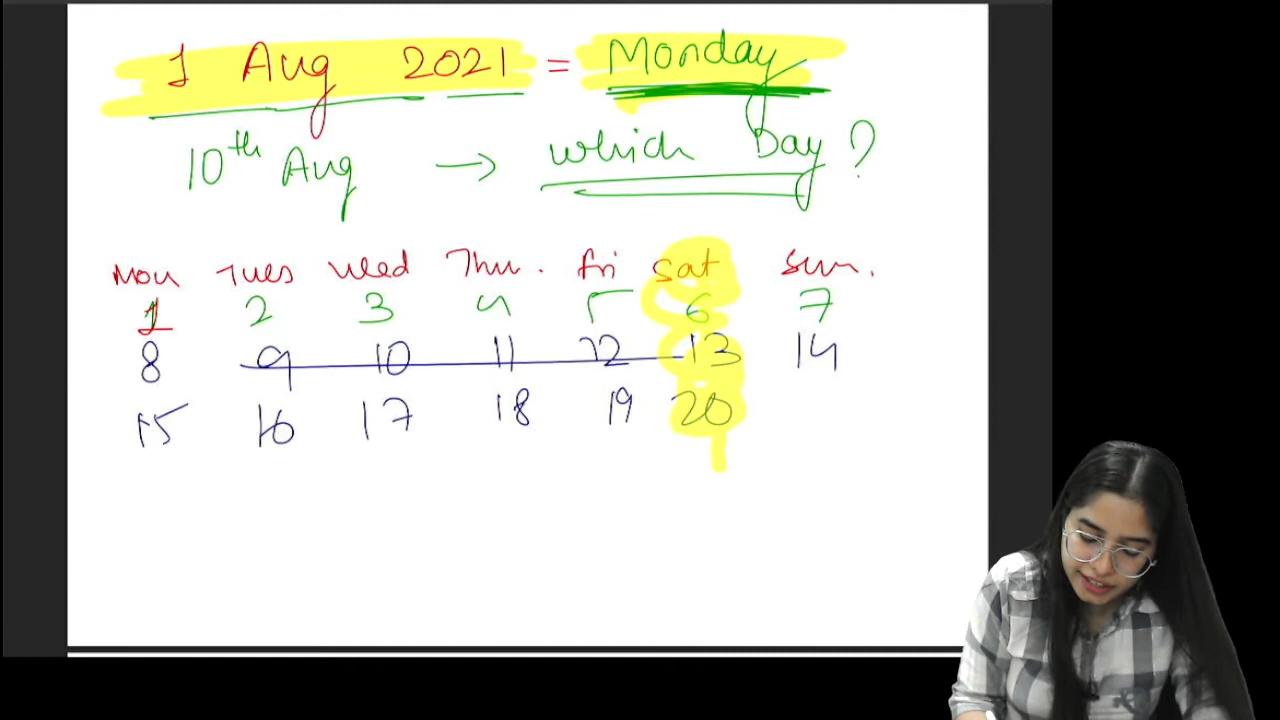 1 Aug 2021 = Monday
10th Aug → which Day?
Mon Tues Wed Thu. fri sat sun.
1 2 3 4 5 6 7
8 9 10 11 12 13 14
15 16 17 18 19 20